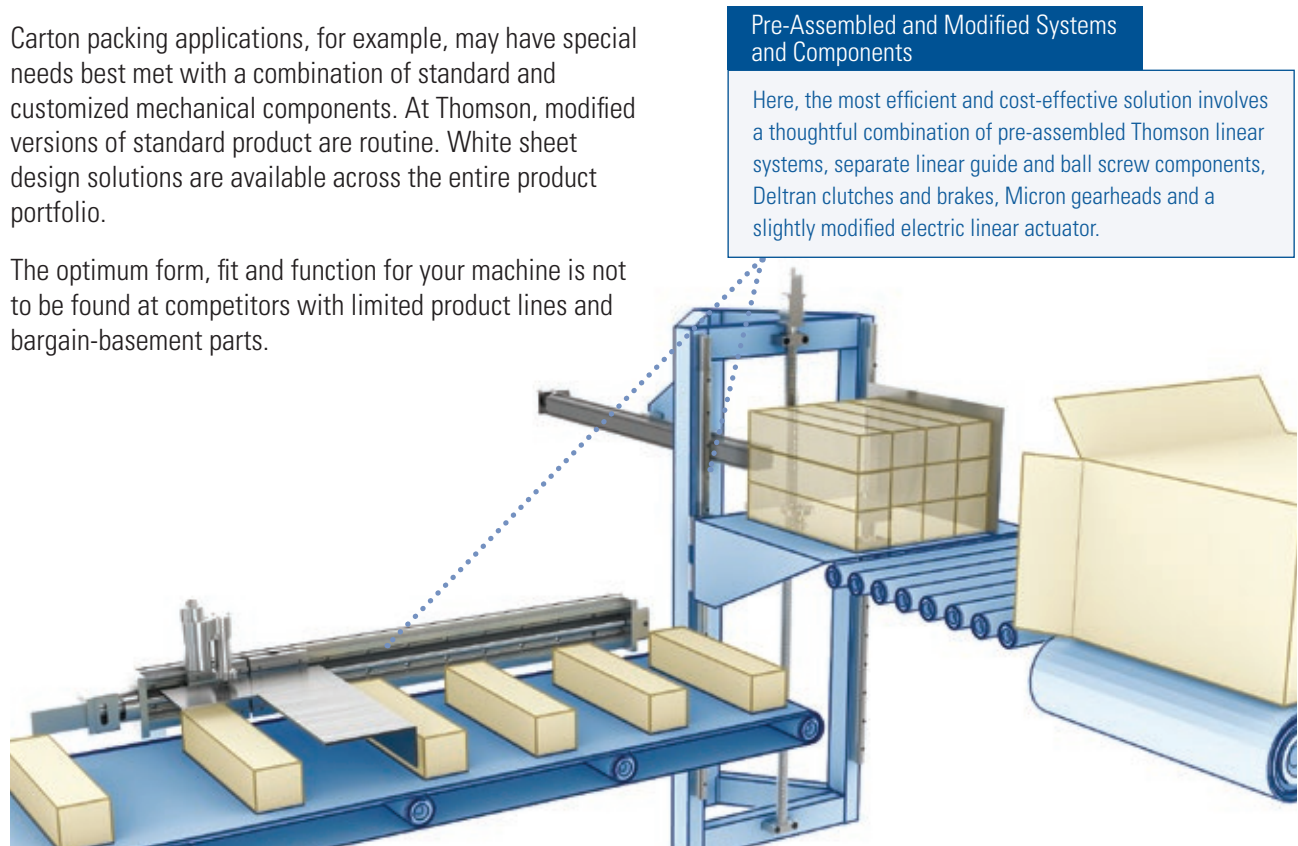 Carton packing applications, for example, may have special
needs best met with a combination of standard and
customized mechanical components. At Thomson, modified
versions of standard product are routine. White sheet
design solutions are available across the entire product
portfolio.
The optimum form, fit and function for your machine is not
to be found at competitors with limited product lines and
bargain-basement parts.
Pre-Assembled and Modified Systems
and Components
Here, the most efficient and cost-effective solution involves
a thoughtful combination of pre-assembled Thomson linear
systems, separate linear guide and ball screw components,
Deltran clutches and brakes, Micron gearheads and a
slightly modified electric linear actuator.